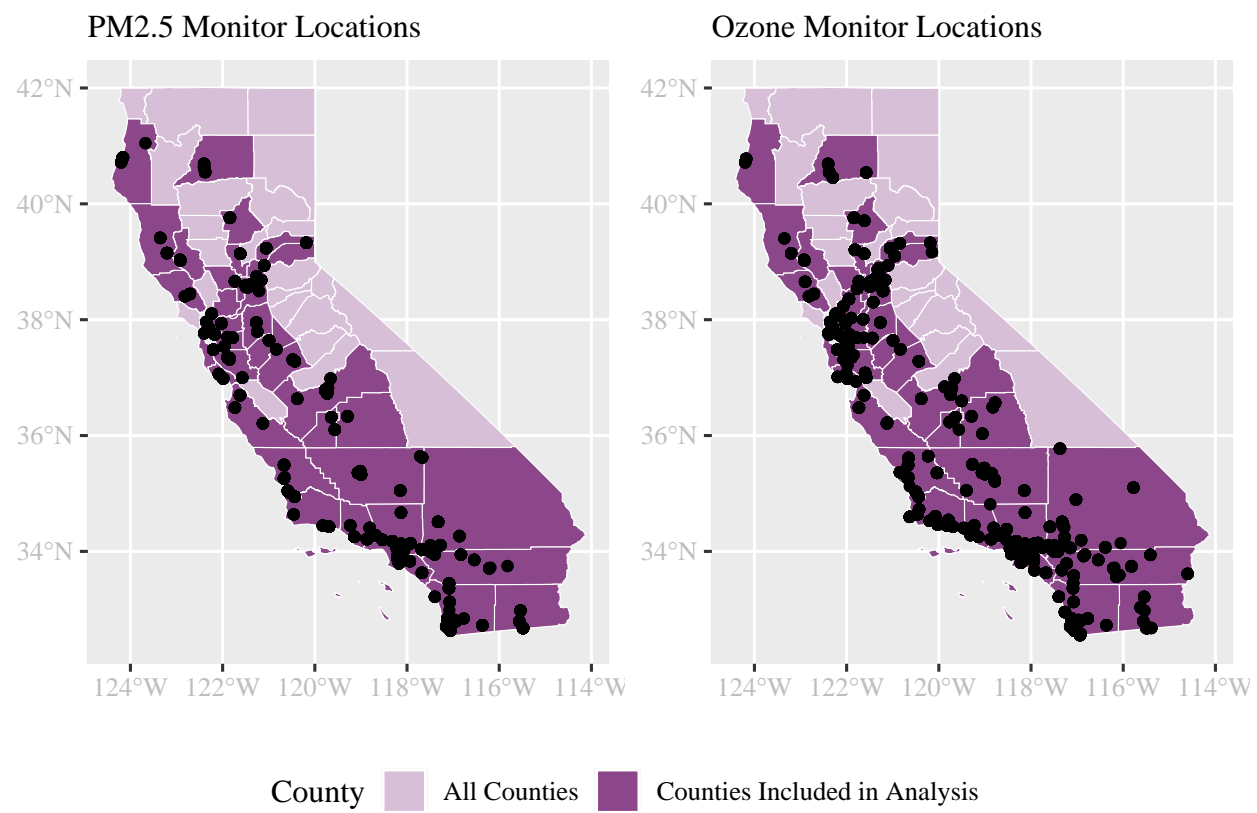 PM2.5 Monitor Locations
Ozone Monitor Locations
42°N
40°N
38°N
36°N
34°N
124°W 122°W 120°W 118°W 116°W 114°W
42°N
40°N
38°N
36°N
34°N
124°W 122°W 120°W 118°W 116°W 114°W
County All Counties Counties Included in Analysis